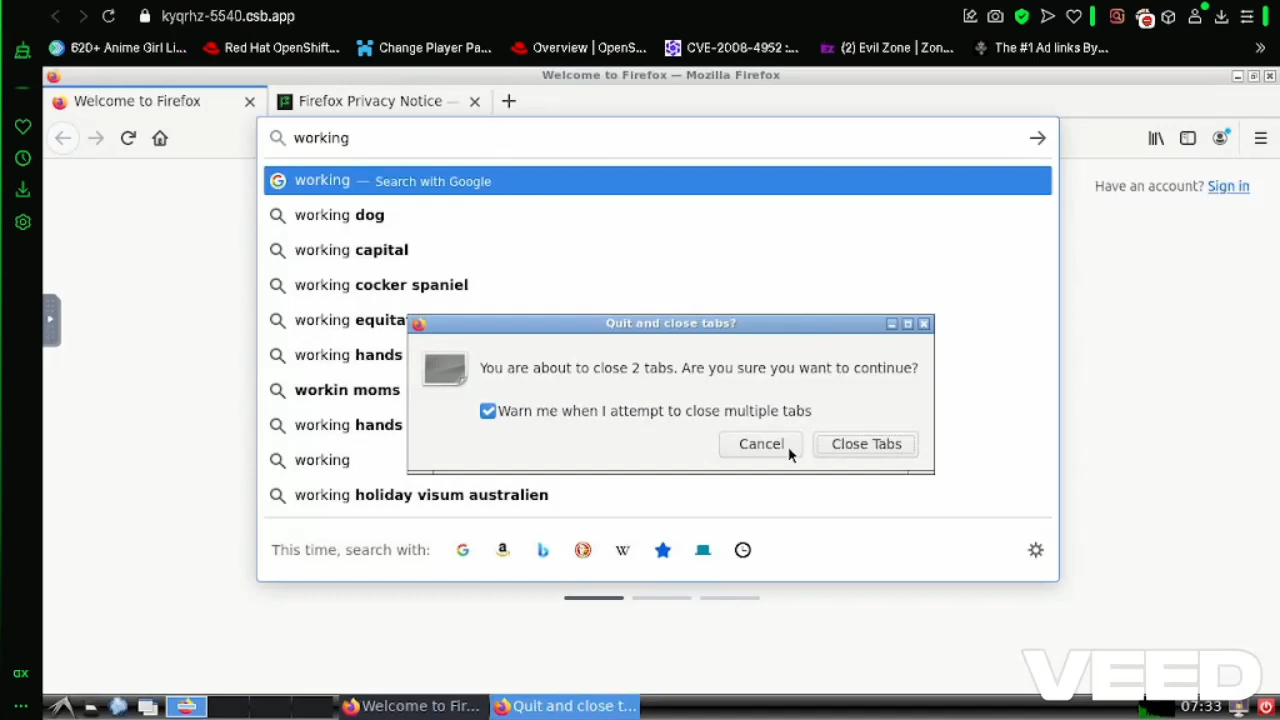 kyqrhz-5540.csb.app
620+ Anime Girl Li...
Red Hat OpenShift...
Change Player Pa...
Overview | OpenS...
CVE-2008-4952 :...
(2) Evil Zone | Zon...
The #1 Ad links By...
Welcome to Firefox — Mozilla Firefox
Welcome to Firefox
Firefox Privacy Notice —
working
working — Search with Google
Have an account? Sign in
working dog
working capital
working cocker spaniel
working equita
Quit and close tabs?
working hands
You are about to close 2 tabs. Are you sure you want to continue?
workin moms
Warn me when I attempt to close multiple tabs
working hands
Cancel
Close Tabs
working
working holiday visum australien
This time, search with:
VEED
Welcome to Fir...
Quit and close t...
07:33